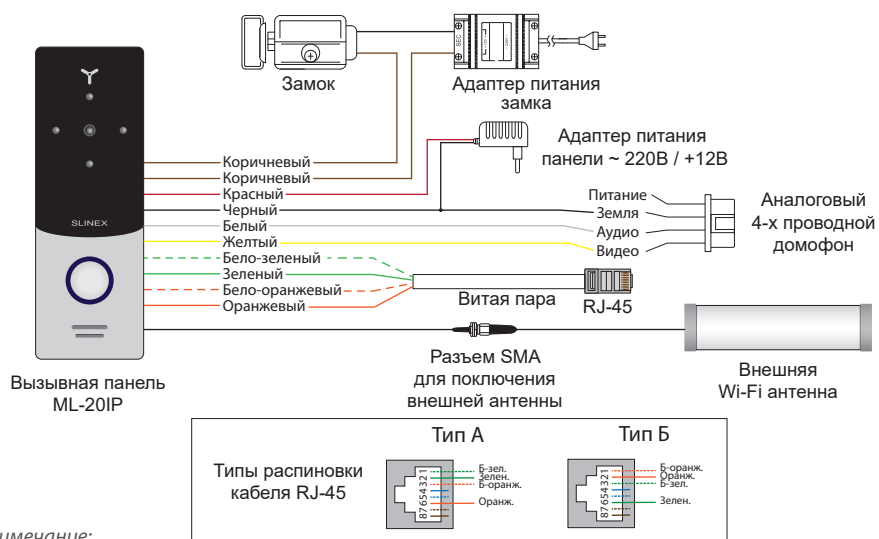 Замок
Адаптер питания
замка
SEC
Адаптер питания
панели ~ 220В / +12В
Коричневый
Коричневый
Красный
Черный
Белый
Желтый
Бело-зеленый
Зеленый
Бело-оранжевый
Оранжевый
SLINEX
Питание
Земля
Аудио
Видео
Аналоговый
4-х проводной
домофон
Витая пара
RJ-45
Вызывная панель
ML-20IP
Разъем SMA
для поключения
внешней антенны
Внешняя
Wi-Fi антенна
Типы распиновки
кабеля RJ-45
Тип А
87654321
Б-зел.
Зелен.
Б-оранж.
Оранж.
Тип Б
87654321
Б-оранж.
Оранж.
Б-зел.
Зелен.
имечание: